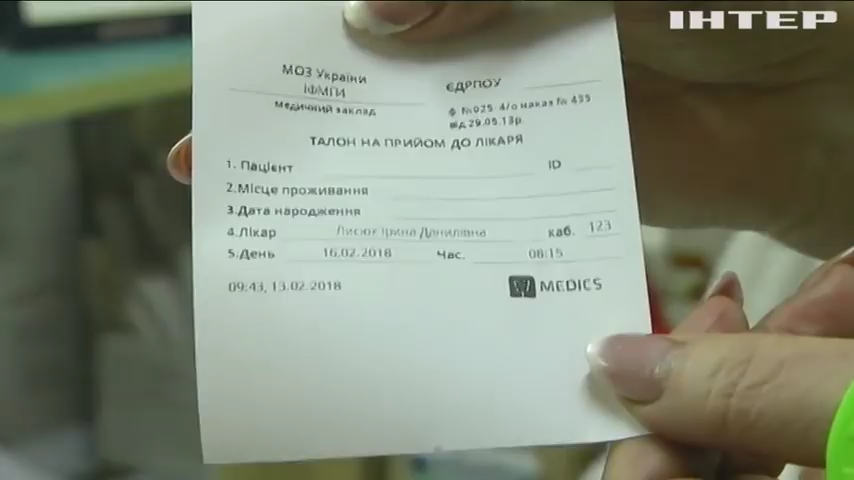 ІНТЕР
МОЗ України
ІФМПИ
медичний заклад
ЄДРПОУ
ф №025-4/о наказ № 435
від 29.05.13р.
ТАЛОН НА ПРИЙОМ ДО ЛІКАРЯ
1. Пацієнт ID
2.Місце проживання
3.Дата народження
4.Лікар Лисюк Ірина Данилівна каб. 123
5.День 16.02.2018 Час. 08:15
09:43, 13.02.2018
MEDICS